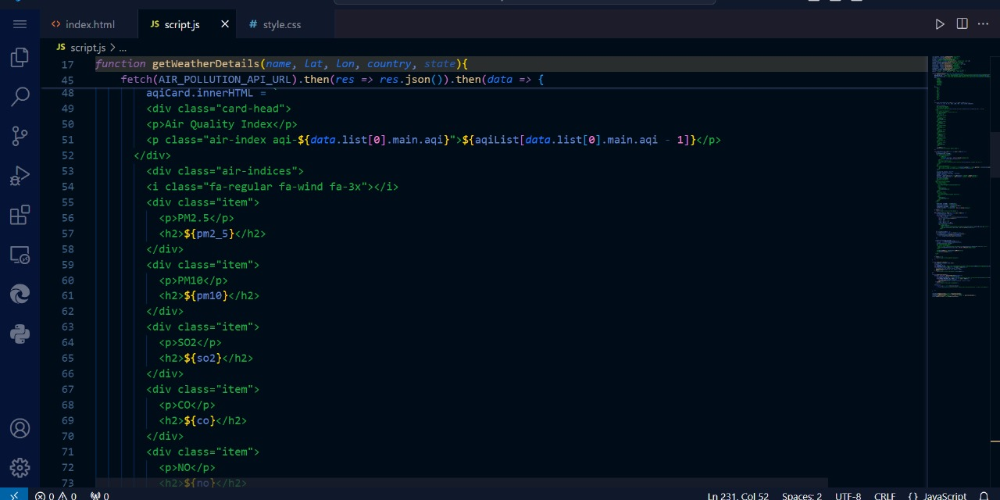 index.html
JS script.js
# style.css
JS script.js > ...
17 function getWeatherDetails(name, lat, lon, country, state){
45 fetch(AIR_POLLUTION_API_URL).then(res => res.json()).then(data => {
48 aqiCard.innerHTML = `
49 <div class="card-head">
50 <p>Air Quality Index</p>
51 <p class="air-index aqi-${data.list[0].main.aqi}">${aqiList[data.list[0].main.aqi - 1]}</p>
52 </div>
53 <div class="air-indices">
54 <i class="fa-regular fa-wind fa-3x"></i>
55 <div class="item">
56 <p>PM2.5</p>
57 <h2>${pm2_5}</h2>
58 </div>
59 <div class="item">
60 <p>PM10</p>
61 <h2>${pm10}</h2>
62 </div>
63 <div class="item">
64 <p>SO2</p>
65 <h2>${so2}</h2>
66 </div>
67 <div class="item">
68 <p>CO</p>
69 <h2>${co}</h2>
70 </div>
71 <div class="item">
72 <p>NO</p>
73 <h2>${no}</h2>
0 0 0 Ln 231, Col 52 Spaces: 2 UTF-8 CRLF {} JavaScript